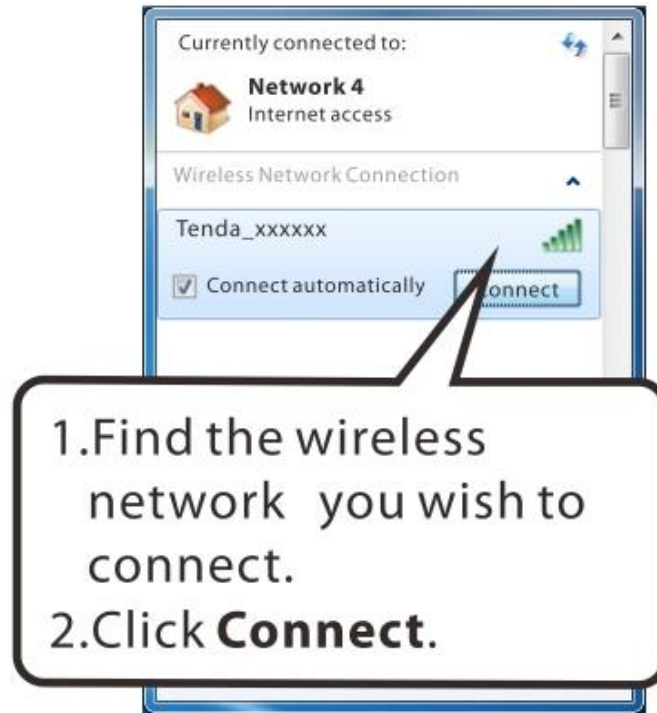 Currently connected to:
Network 4
Internet access
Wireless Network Connection
Tenda_xxxxxx
Connect automatically
Connect
1.Find the wireless
network you wish to
connect.
2.Click Connect.